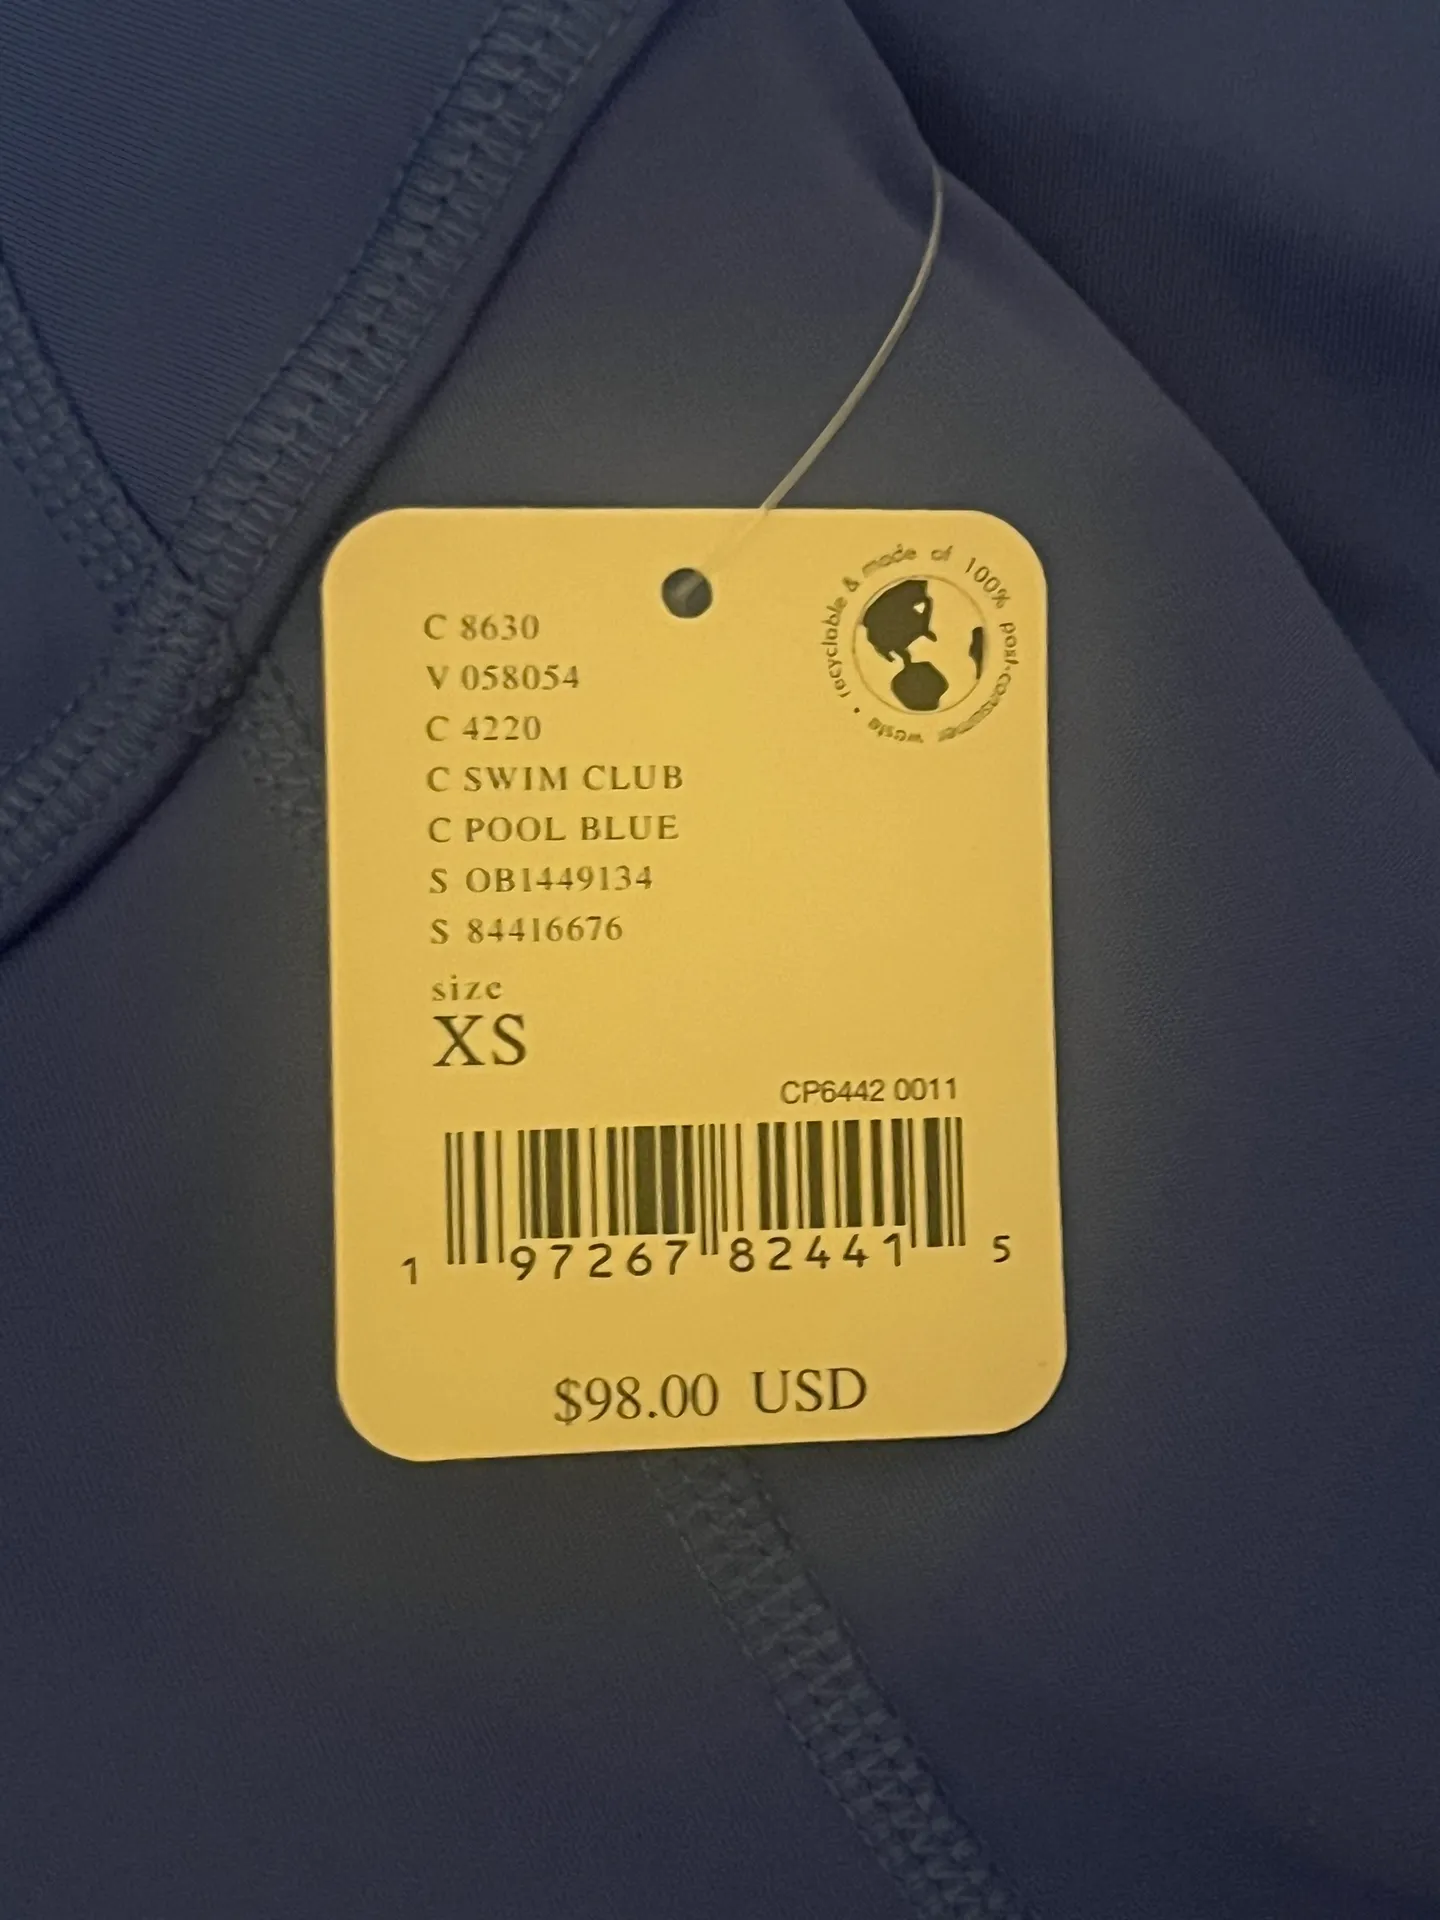 recyclable & made of 100% post-consumer waste •
C 8630
V 058054
C 4220
C SWIM CLUB
C POOL BLUE
S OB1449134
S 84416676
size
XS
CP6442 0011
1 97267 82441 5
$98.00 USD